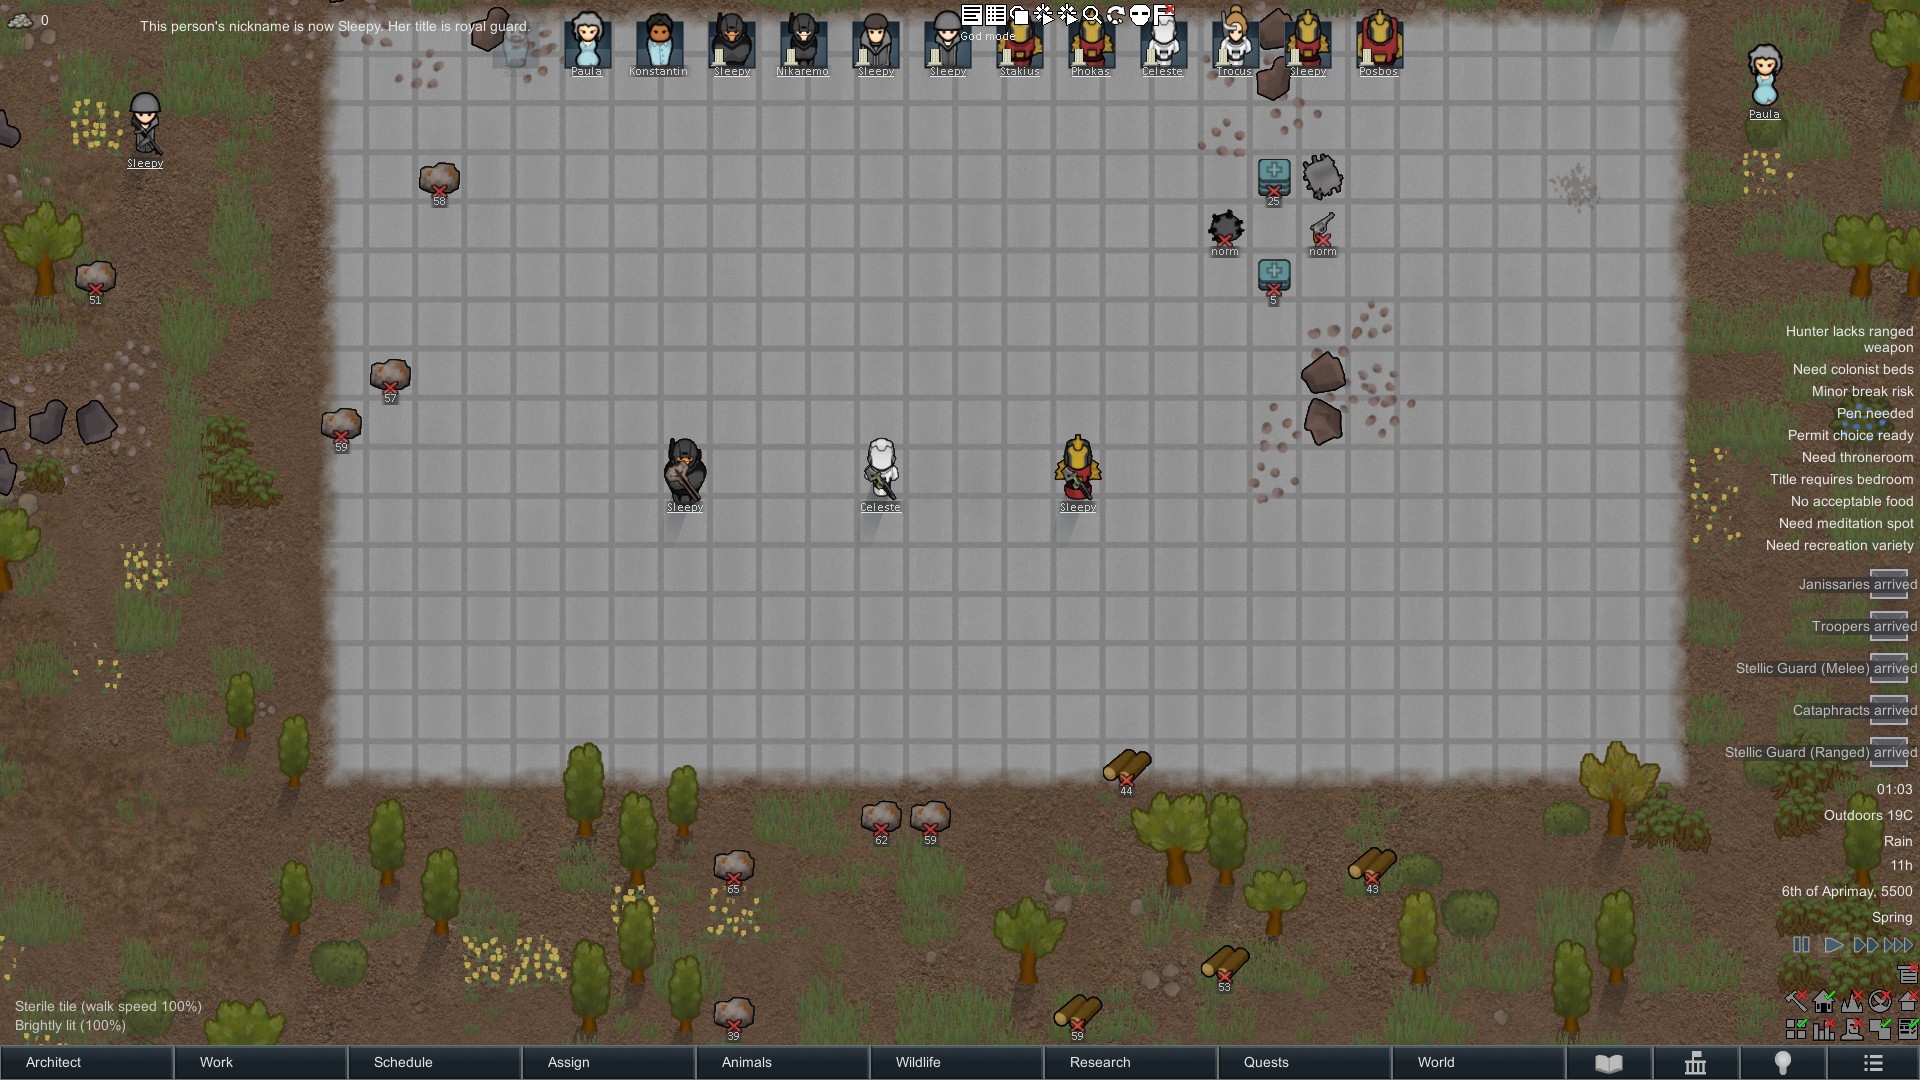 0
This person's nickname is now Sleepy. Her title is royal guard.
God mode
Paula
Konstantin
Sleepy
Nikaremo
Sleepy
Sleepy
Stakius
Phokas
Celeste
Trocus
Sleepy
Posbos
Paula
Sleepy
58
25
norm
norm
51
5
57
59
Sleepy
Celeste
Sleepy
Hunter lacks ranged
weapon
Need colonist beds
Minor break risk
Pen needed
Permit choice ready
Need throneroom
Title requires bedroom
No acceptable food
Need meditation spot
Need recreation variety
Janissaries arrived
Troopers arrived
Stellic Guard (Melee) arrived
Cataphracts arrived
Stellic Guard (Ranged) arrived
44
62
59
65
43
53
39
59
01:03
Outdoors 19C
Rain
11h
6th of Aprimay, 5500
Spring
Sterile tile (walk speed 100%)
Brightly lit (100%)
Architect
Work
Schedule
Assign
Animals
Wildlife
Research
Quests
World